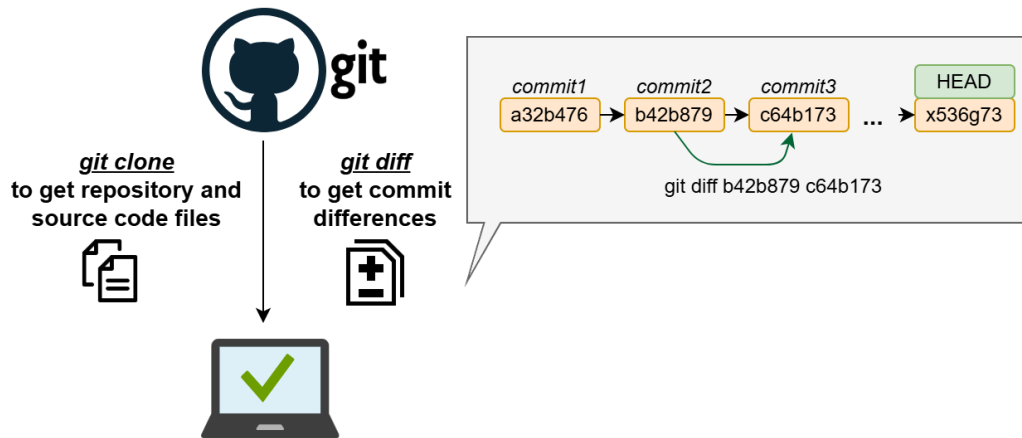 git
git clone
to get repository and
source code files
git diff
to get commit
differences
commit1 commit2 commit3 HEAD
a32b476 b42b879 c64b173 ... x536g73
git diff b42b879 c64b173